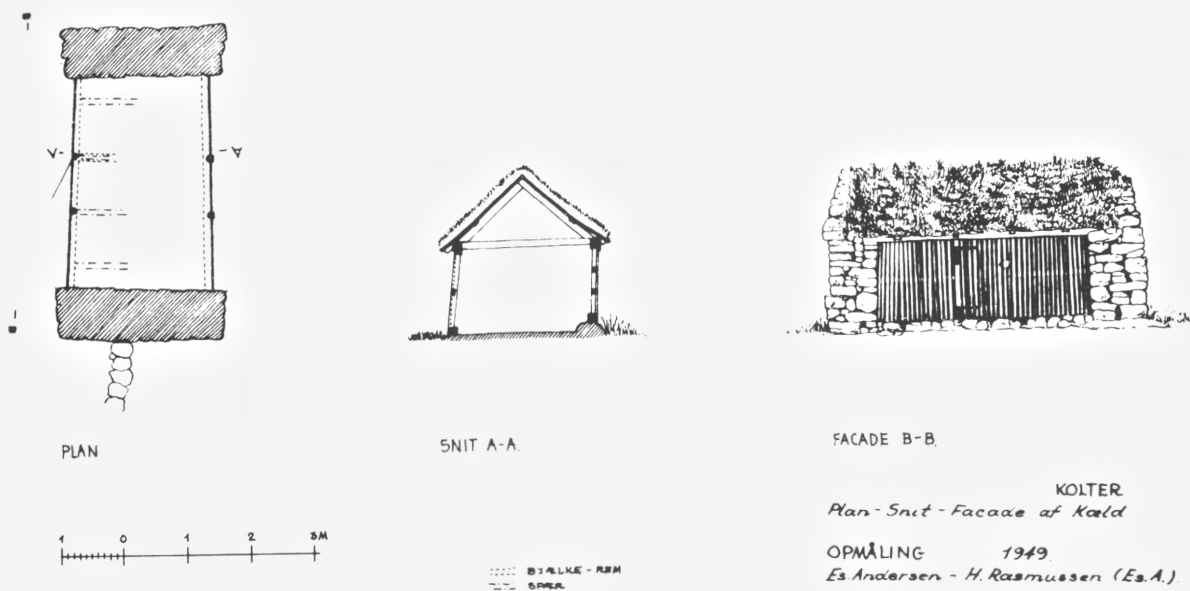 A- -A
PLAN
SNIT A-A.
FACADE B-B.
1 0 1 2 3M
BJÆLKE - REM
SPÆR
KOLTER
Plan - Snit - Facade af Kæld
OPMÅLING 1949.
Es. Andersen - H. Rasmussen (Es. A.)